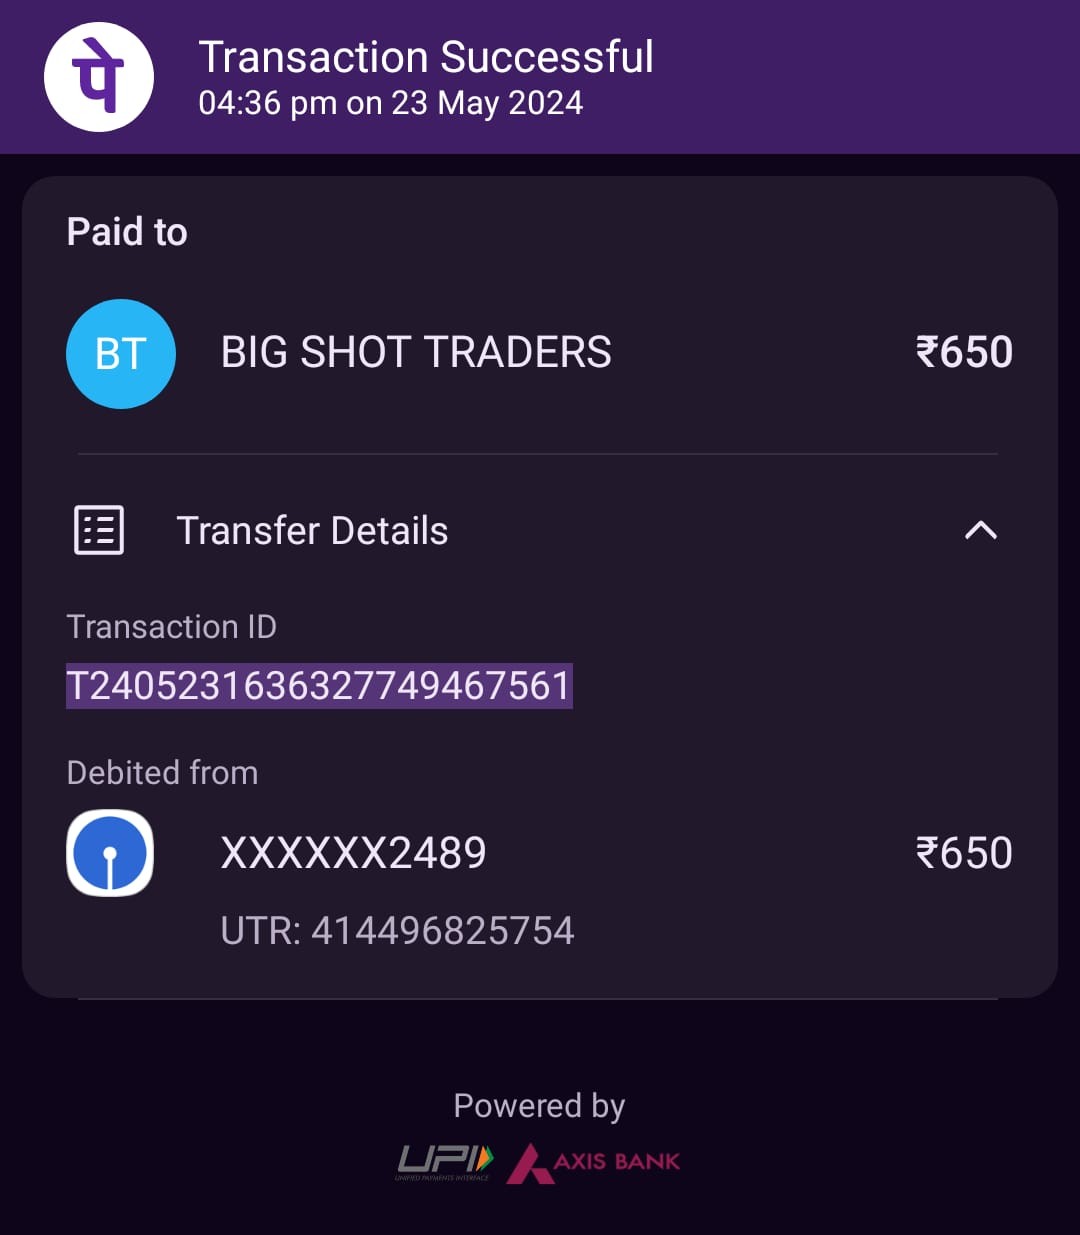 पे
Transaction Successful
04:36 pm on 23 May 2024
Paid to
BT
BIG SHOT TRADERS
₹650
Transfer Details
Transaction ID
T2405231636327749467561
Debited from
XXXXXX2489
₹650
UTR: 414496825754
Powered by
UPI
UNIFIED PAYMENTS INTERFACE
AXIS BANK